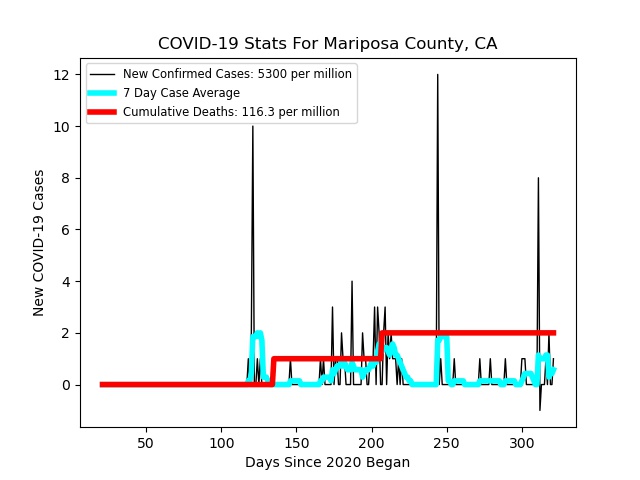 COVID-19 Stats For Mariposa County, CA
New Confirmed Cases: 5300 per million
7 Day Case Average
Cumulative Deaths: 116.3 per million
New COVID-19 Cases
12
10
8
6
4
2
0
50 100 150 200 250 300
Days Since 2020 Began